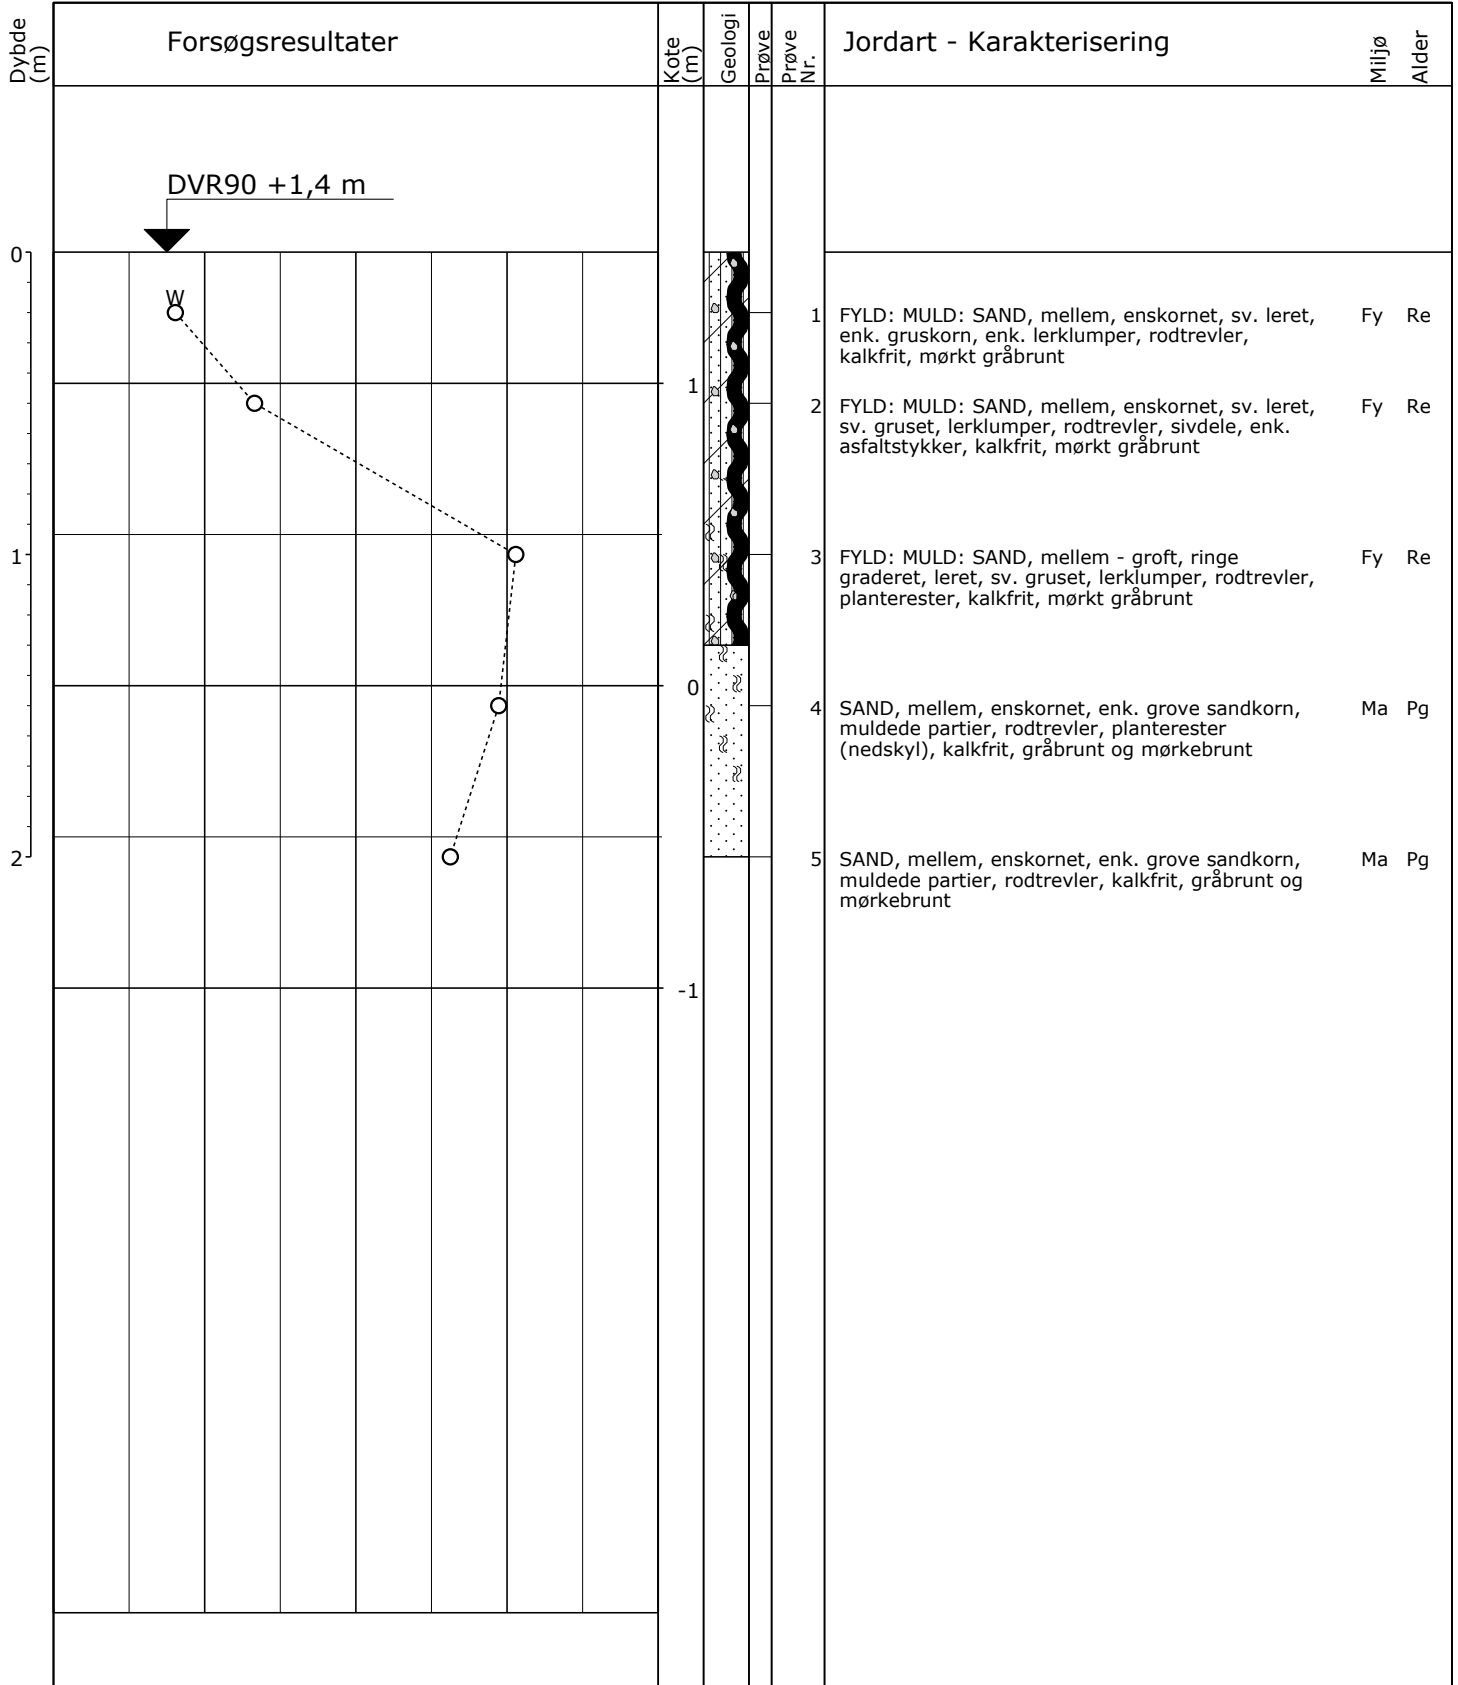 Dybde
(m)
Forsøgsresultater
Kote
(m)
Geologi
Prøve
Prøve
Nr.
Jordart - Karakterisering
Miljø
Alder
DVR90 +1,4 m
0
W
1 FYLD: MULD: SAND, mellem, enskornet, sv. leret, Fy Re
enk. gruskorn, enk. lerklumper, rodtrevler,
kalkfrit, mørkt gråbrunt
1
2 FYLD: MULD: SAND, mellem, enskornet, sv. leret, Fy Re
sv. gruset, lerklumper, rodtrevler, sivdele, enk.
asfaltstykker, kalkfrit, mørkt gråbrunt
1
3 FYLD: MULD: SAND, mellem - groft, ringe Fy Re
graderet, leret, sv. gruset, lerklumper, rodtrevler,
planterester, kalkfrit, mørkt gråbrunt
0
4 SAND, mellem, enskornet, enk. grove sandkorn, Ma Pg
muldede partier, rodtrevler, planterester
(nedskyl), kalkfrit, gråbrunt og mørkebrunt
2
5 SAND, mellem, enskornet, enk. grove sandkorn, Ma Pg
muldede partier, rodtrevler, kalkfrit, gråbrunt og
mørkebrunt
-1